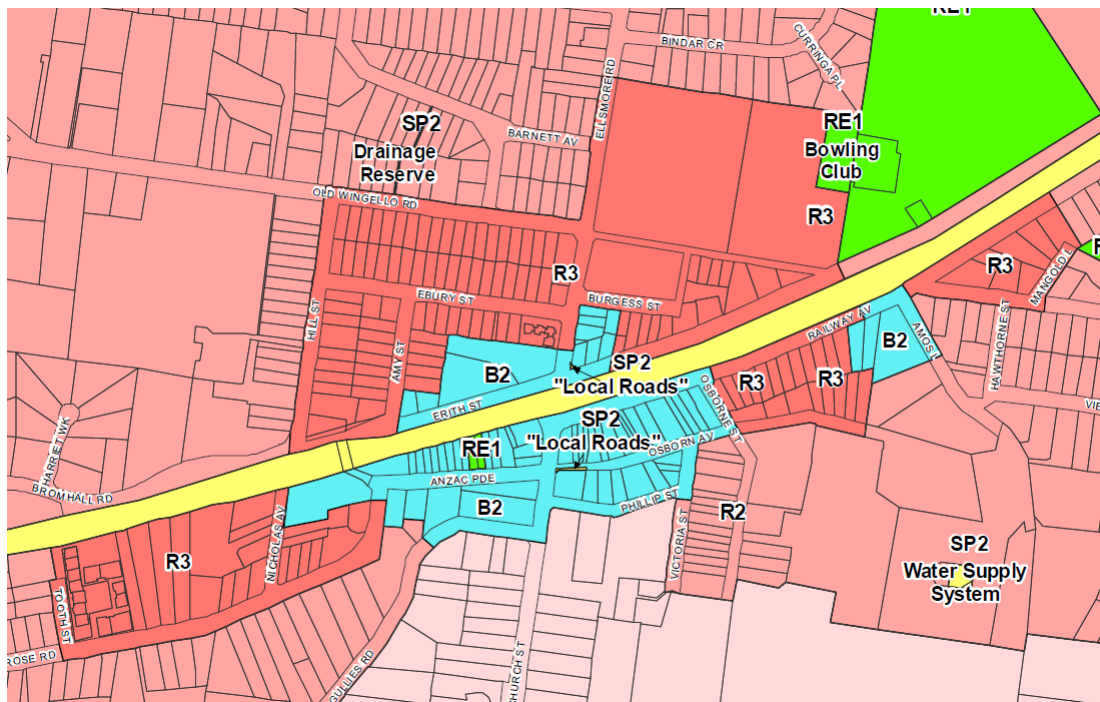 RE1
BINDAR CR
CURRINGA PL
ELLSMORE RD
SP2
Drainage
Reserve
BARNETT AV
RE1
Bowling
Club
OLD WINGELLO RD
R3
R3
R3
MANGOLD L
EBURY ST
BURGESS ST
HILL ST
AMY ST
RAILWAY AV
AMOS L
HAWTHORNE ST
B2
B2
SP2
"Local Roads"
R3
R3
OSBORNE ST
ERITH ST
SP2
"Local Roads"
OSBORN AV
RE1
HARRIET WK
BROMHALL RD
ANZAC PDE
B2
PHILLIP ST
R2
VICTORIA ST
NICHOLAS AV
R3
SP2
Water Supply
System
TOOTH ST
ROSE RD
GULLIES RD
CHURCH ST